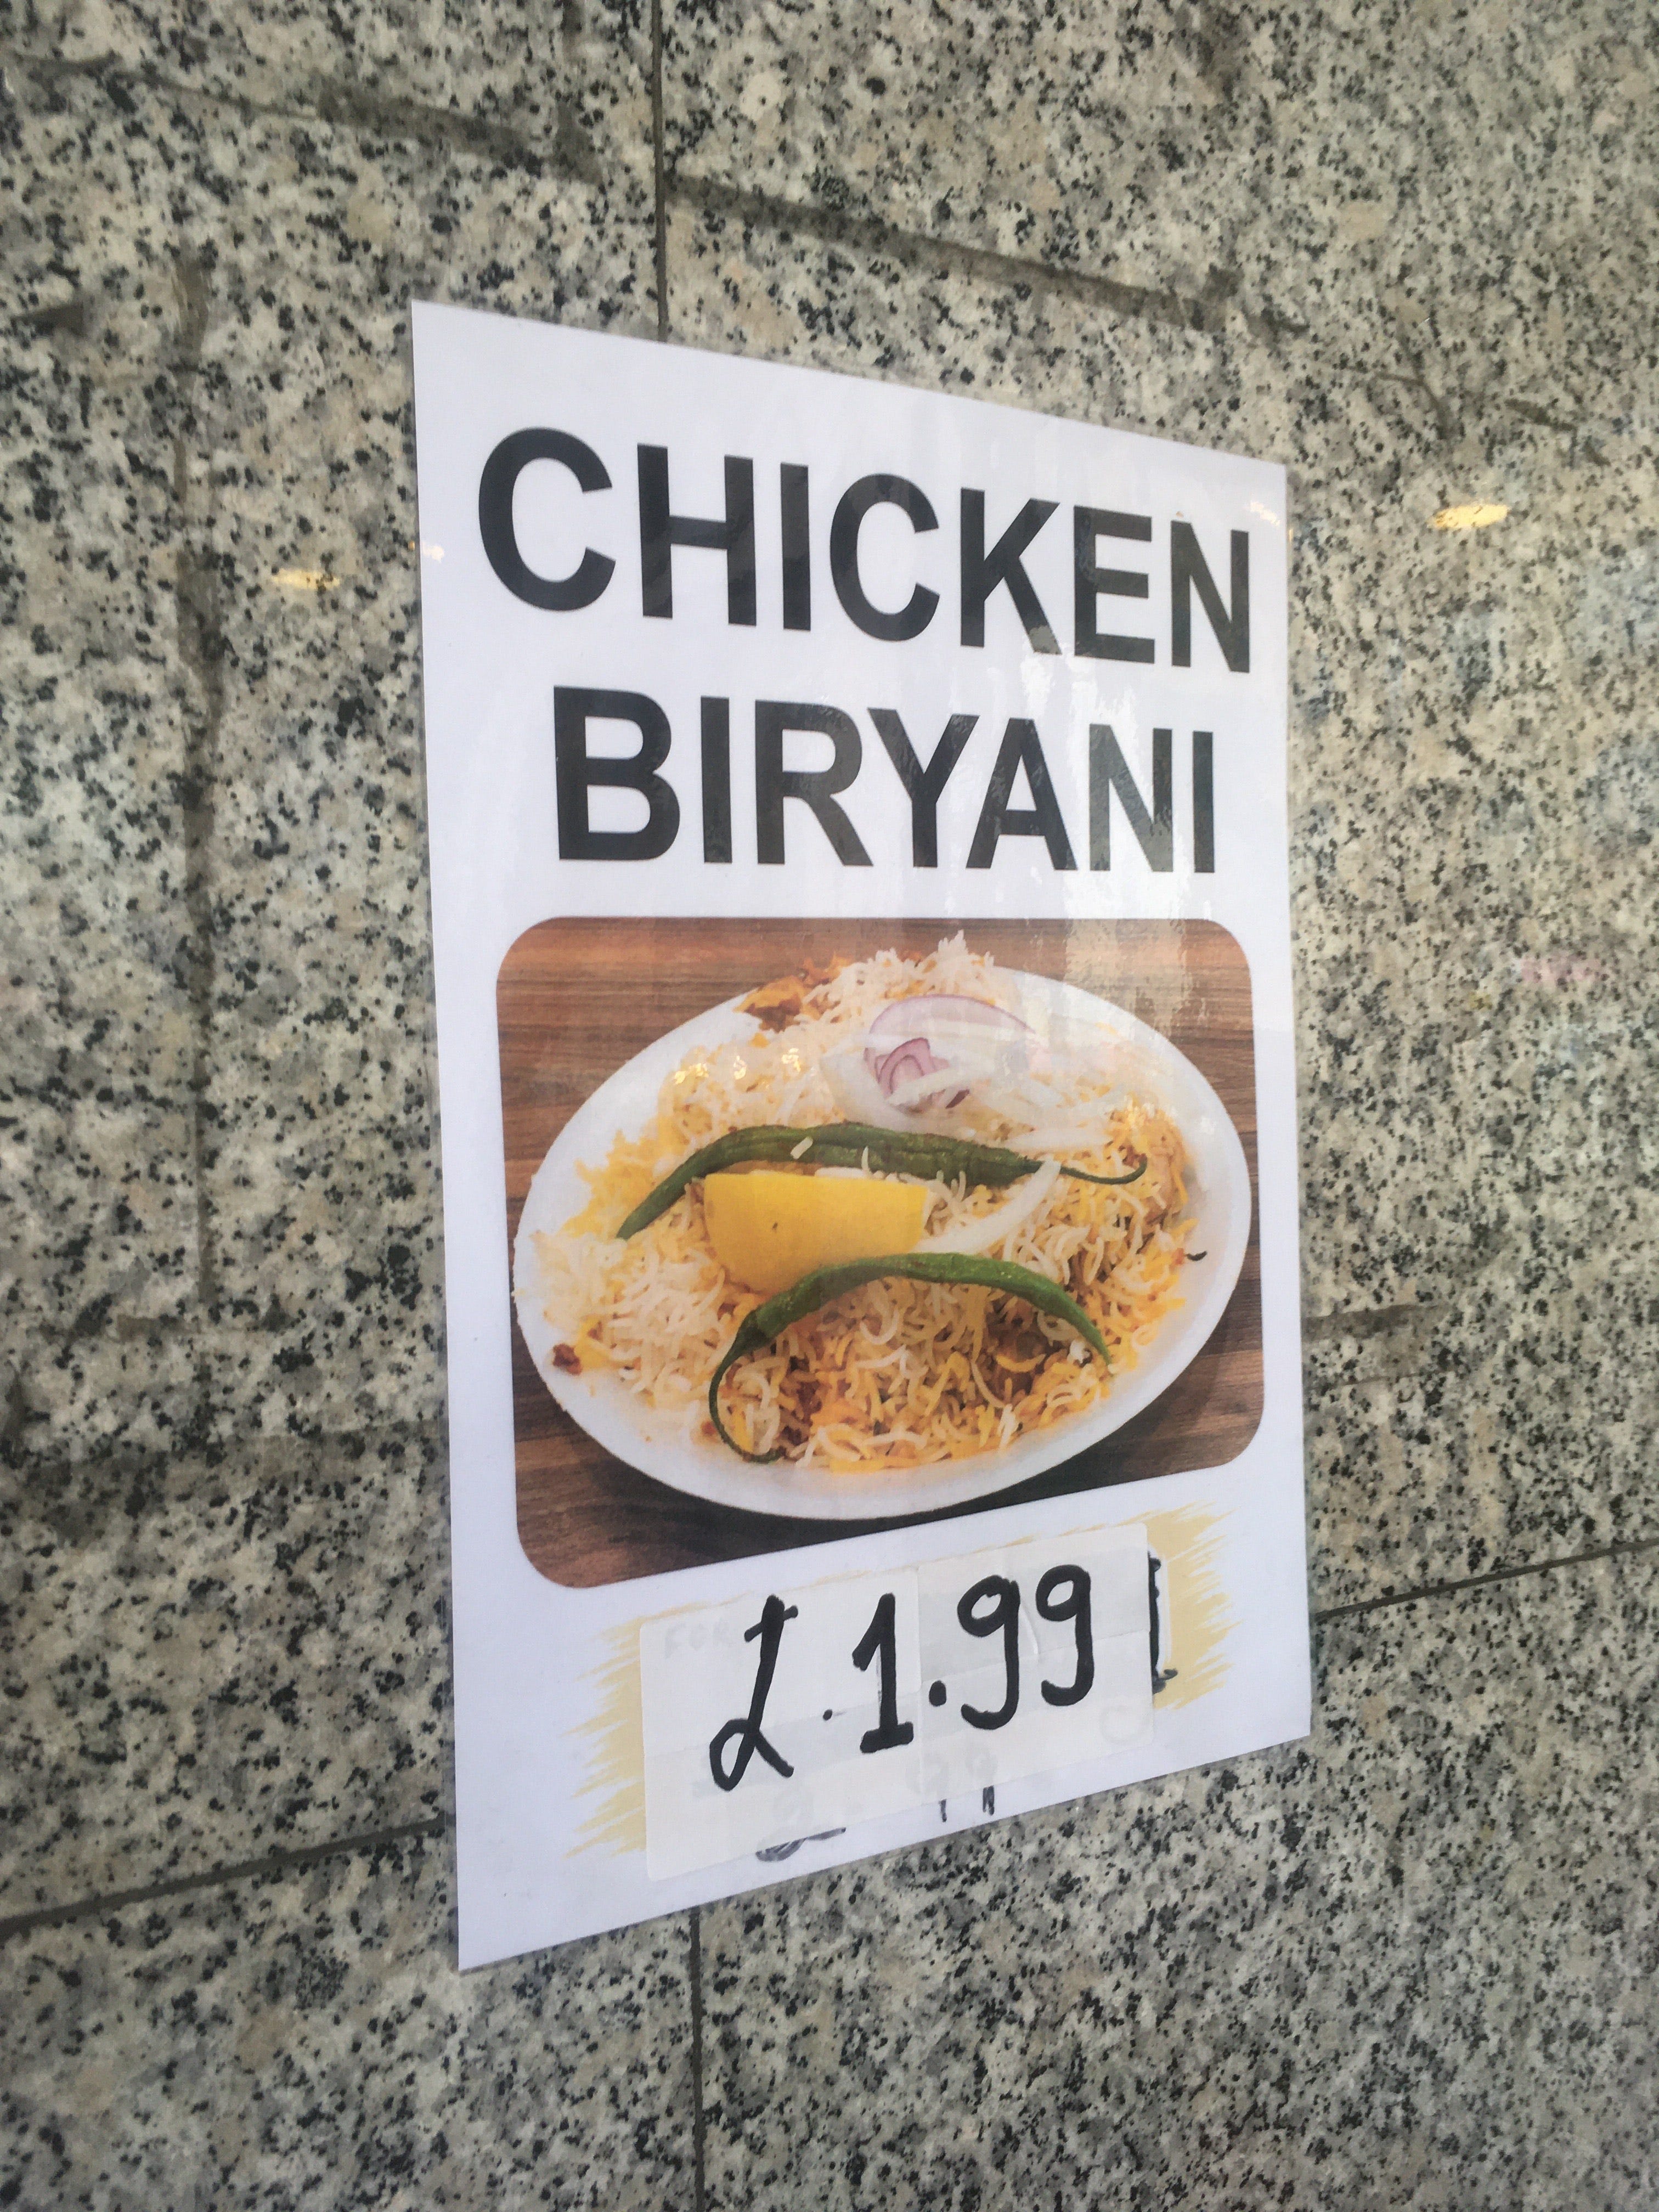 CHICKEN
BIRYANI
£.1.99